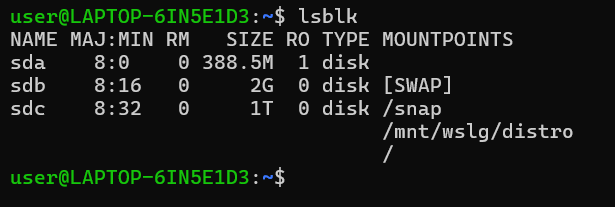 user@LAPTOP-6IN5E1D3:~$ lsblk
NAME MAJ:MIN RM   SIZE RO TYPE MOUNTPOINTS
sda    8:0    0 388.5M  1 disk
sdb    8:16   0     2G  0 disk [SWAP]
sdc    8:32   0     1T  0 disk /snap
                               /mnt/wslg/distro
                               /
user@LAPTOP-6IN5E1D3:~$